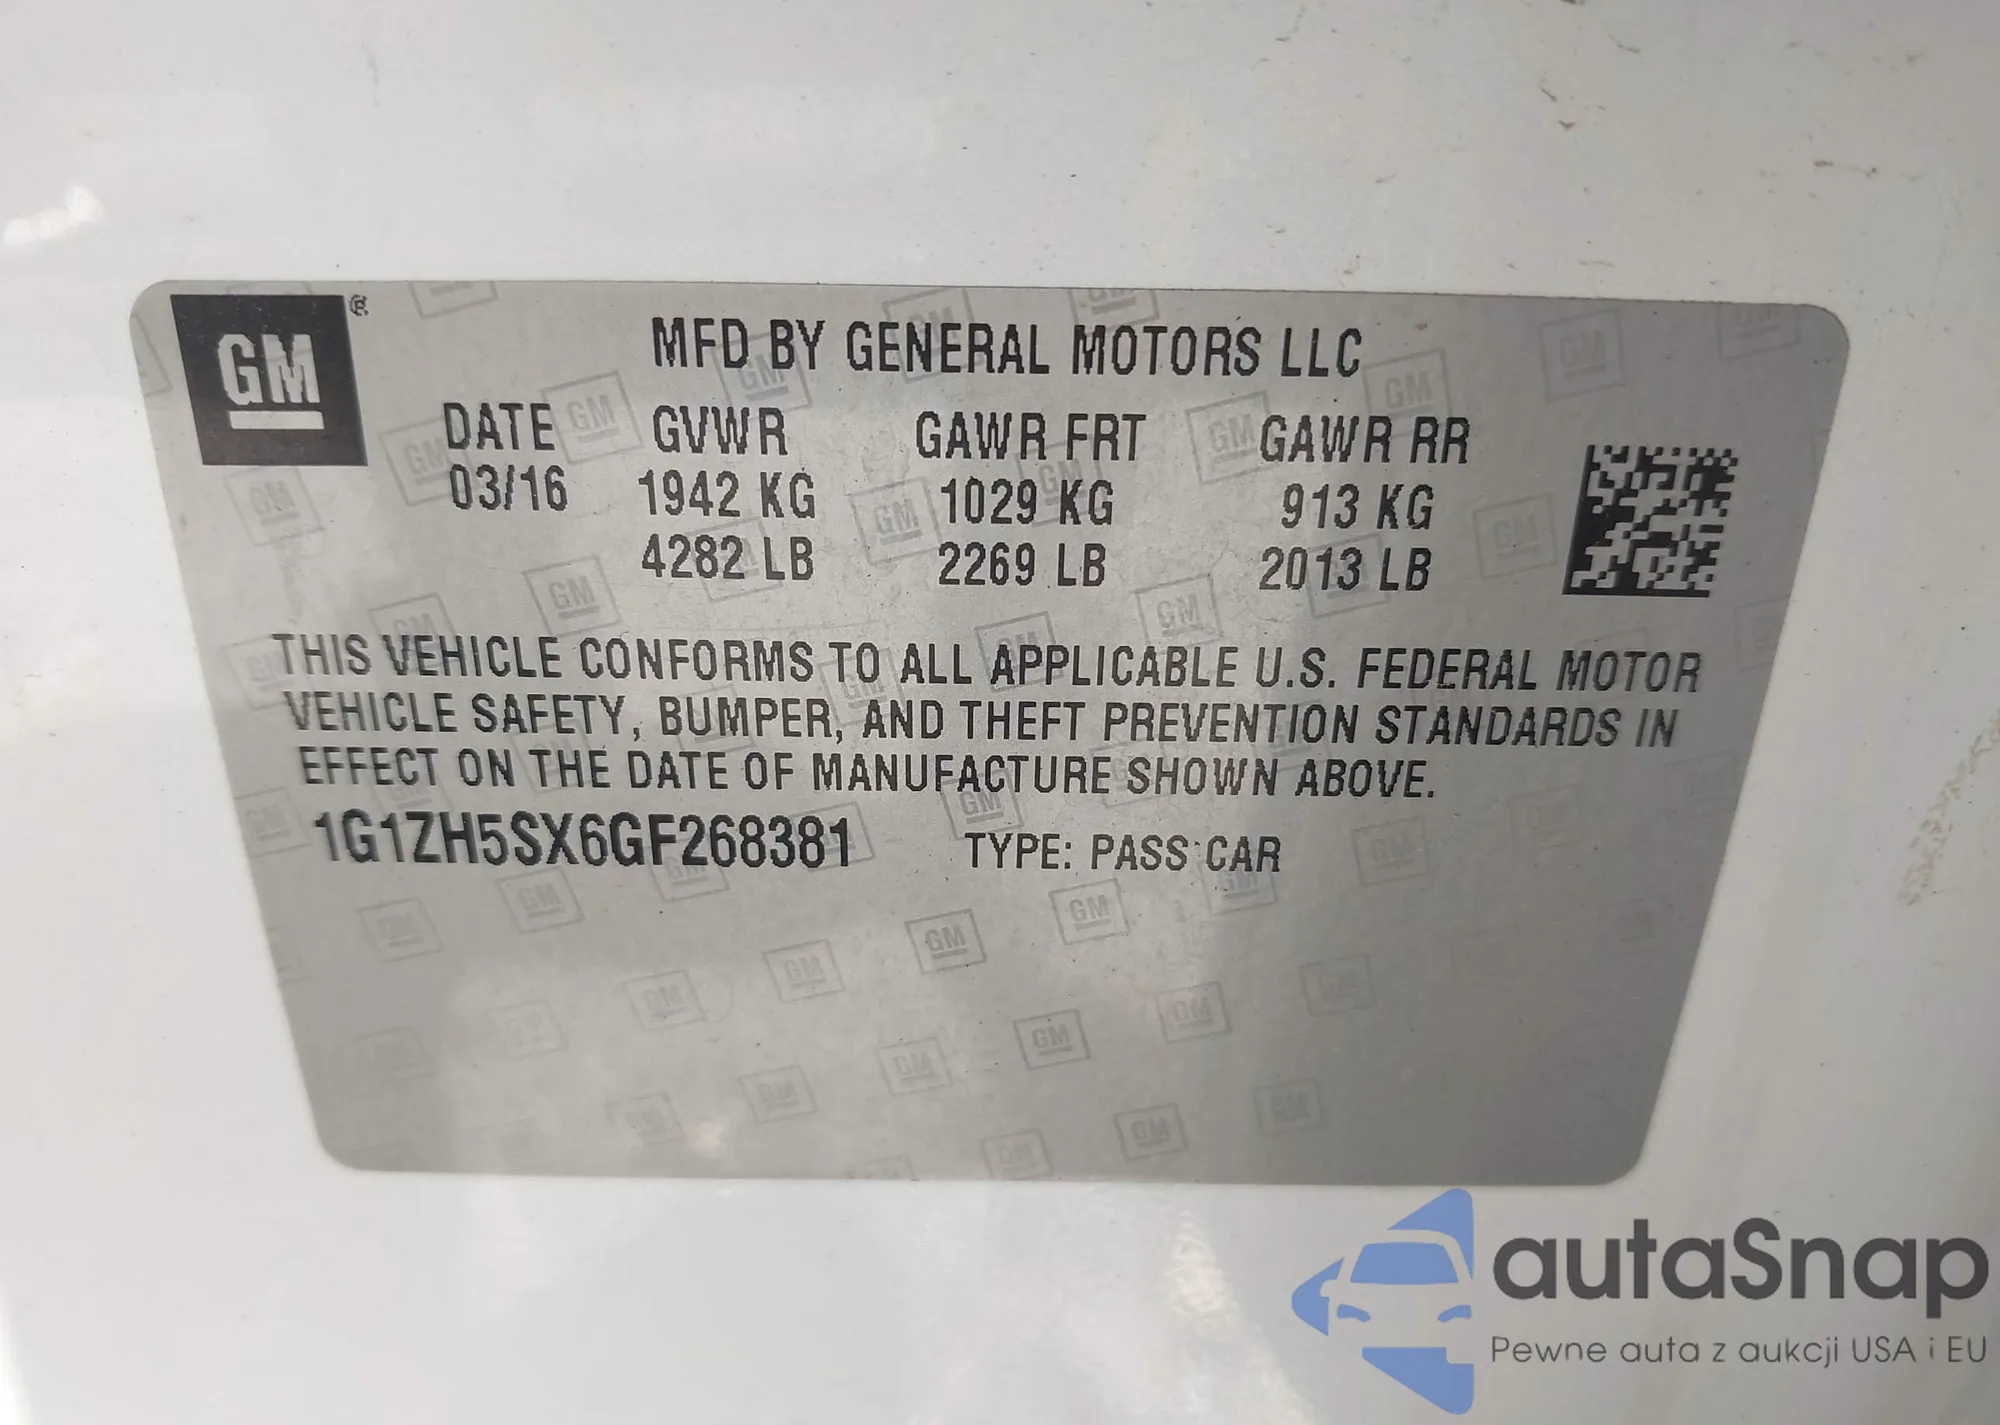 GM ®
MFD BY GENERAL MOTORS LLC
DATE GVWR GAWR FRT GAWR RR
03/16 1942 KG 1029 KG 913 KG
4282 LB 2269 LB 2013 LB
THIS VEHICLE CONFORMS TO ALL APPLICABLE U.S. FEDERAL MOTOR
VEHICLE SAFETY, BUMPER, AND THEFT PREVENTION STANDARDS IN
EFFECT ON THE DATE OF MANUFACTURE SHOWN ABOVE.
1G1ZH5SX6GF268381 TYPE: PASS CAR
autaSnap
Pewne auta z aukcji USA i EU